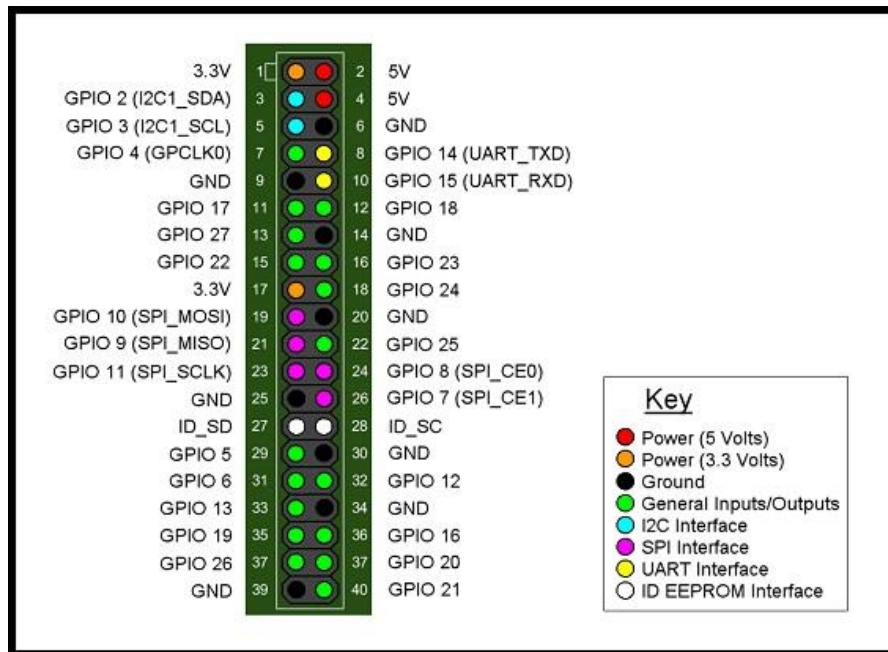 3.3V 1 2 5V
GPIO 2 (I2C1_SDA) 3 4 5V
GPIO 3 (I2C1_SCL) 5 6 GND
GPIO 4 (GPCLK0) 7 8 GPIO 14 (UART_TXD)
GND 9 10 GPIO 15 (UART_RXD)
GPIO 17 11 12 GPIO 18
GPIO 27 13 14 GND
GPIO 22 15 16 GPIO 23
3.3V 17 18 GPIO 24
GPIO 10 (SPI_MOSI) 19 20 GND
GPIO 9 (SPI_MISO) 21 22 GPIO 25
GPIO 11 (SPI_SCLK) 23 24 GPIO 8 (SPI_CE0)
GND 25 26 GPIO 7 (SPI_CE1)
ID_SD 27 28 ID_SC
GPIO 5 29 30 GND
GPIO 6 31 32 GPIO 12
GPIO 13 33 34 GND
GPIO 19 35 36 GPIO 16
GPIO 26 37 37 GPIO 20
GND 39 40 GPIO 21
Key
Power (5 Volts)
Power (3.3 Volts)
Ground
General Inputs/Outputs
I2C Interface
SPI Interface
UART Interface
ID EEPROM Interface